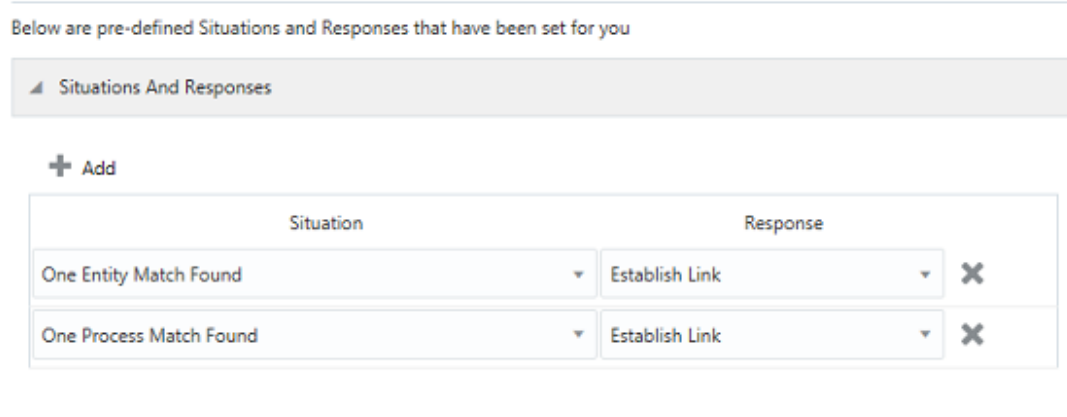 Below are pre-defined Situations and Responses that have been set for you
Situations And Responses
Add
Situation Response
One Entity Match Found Establish Link
One Process Match Found Establish Link